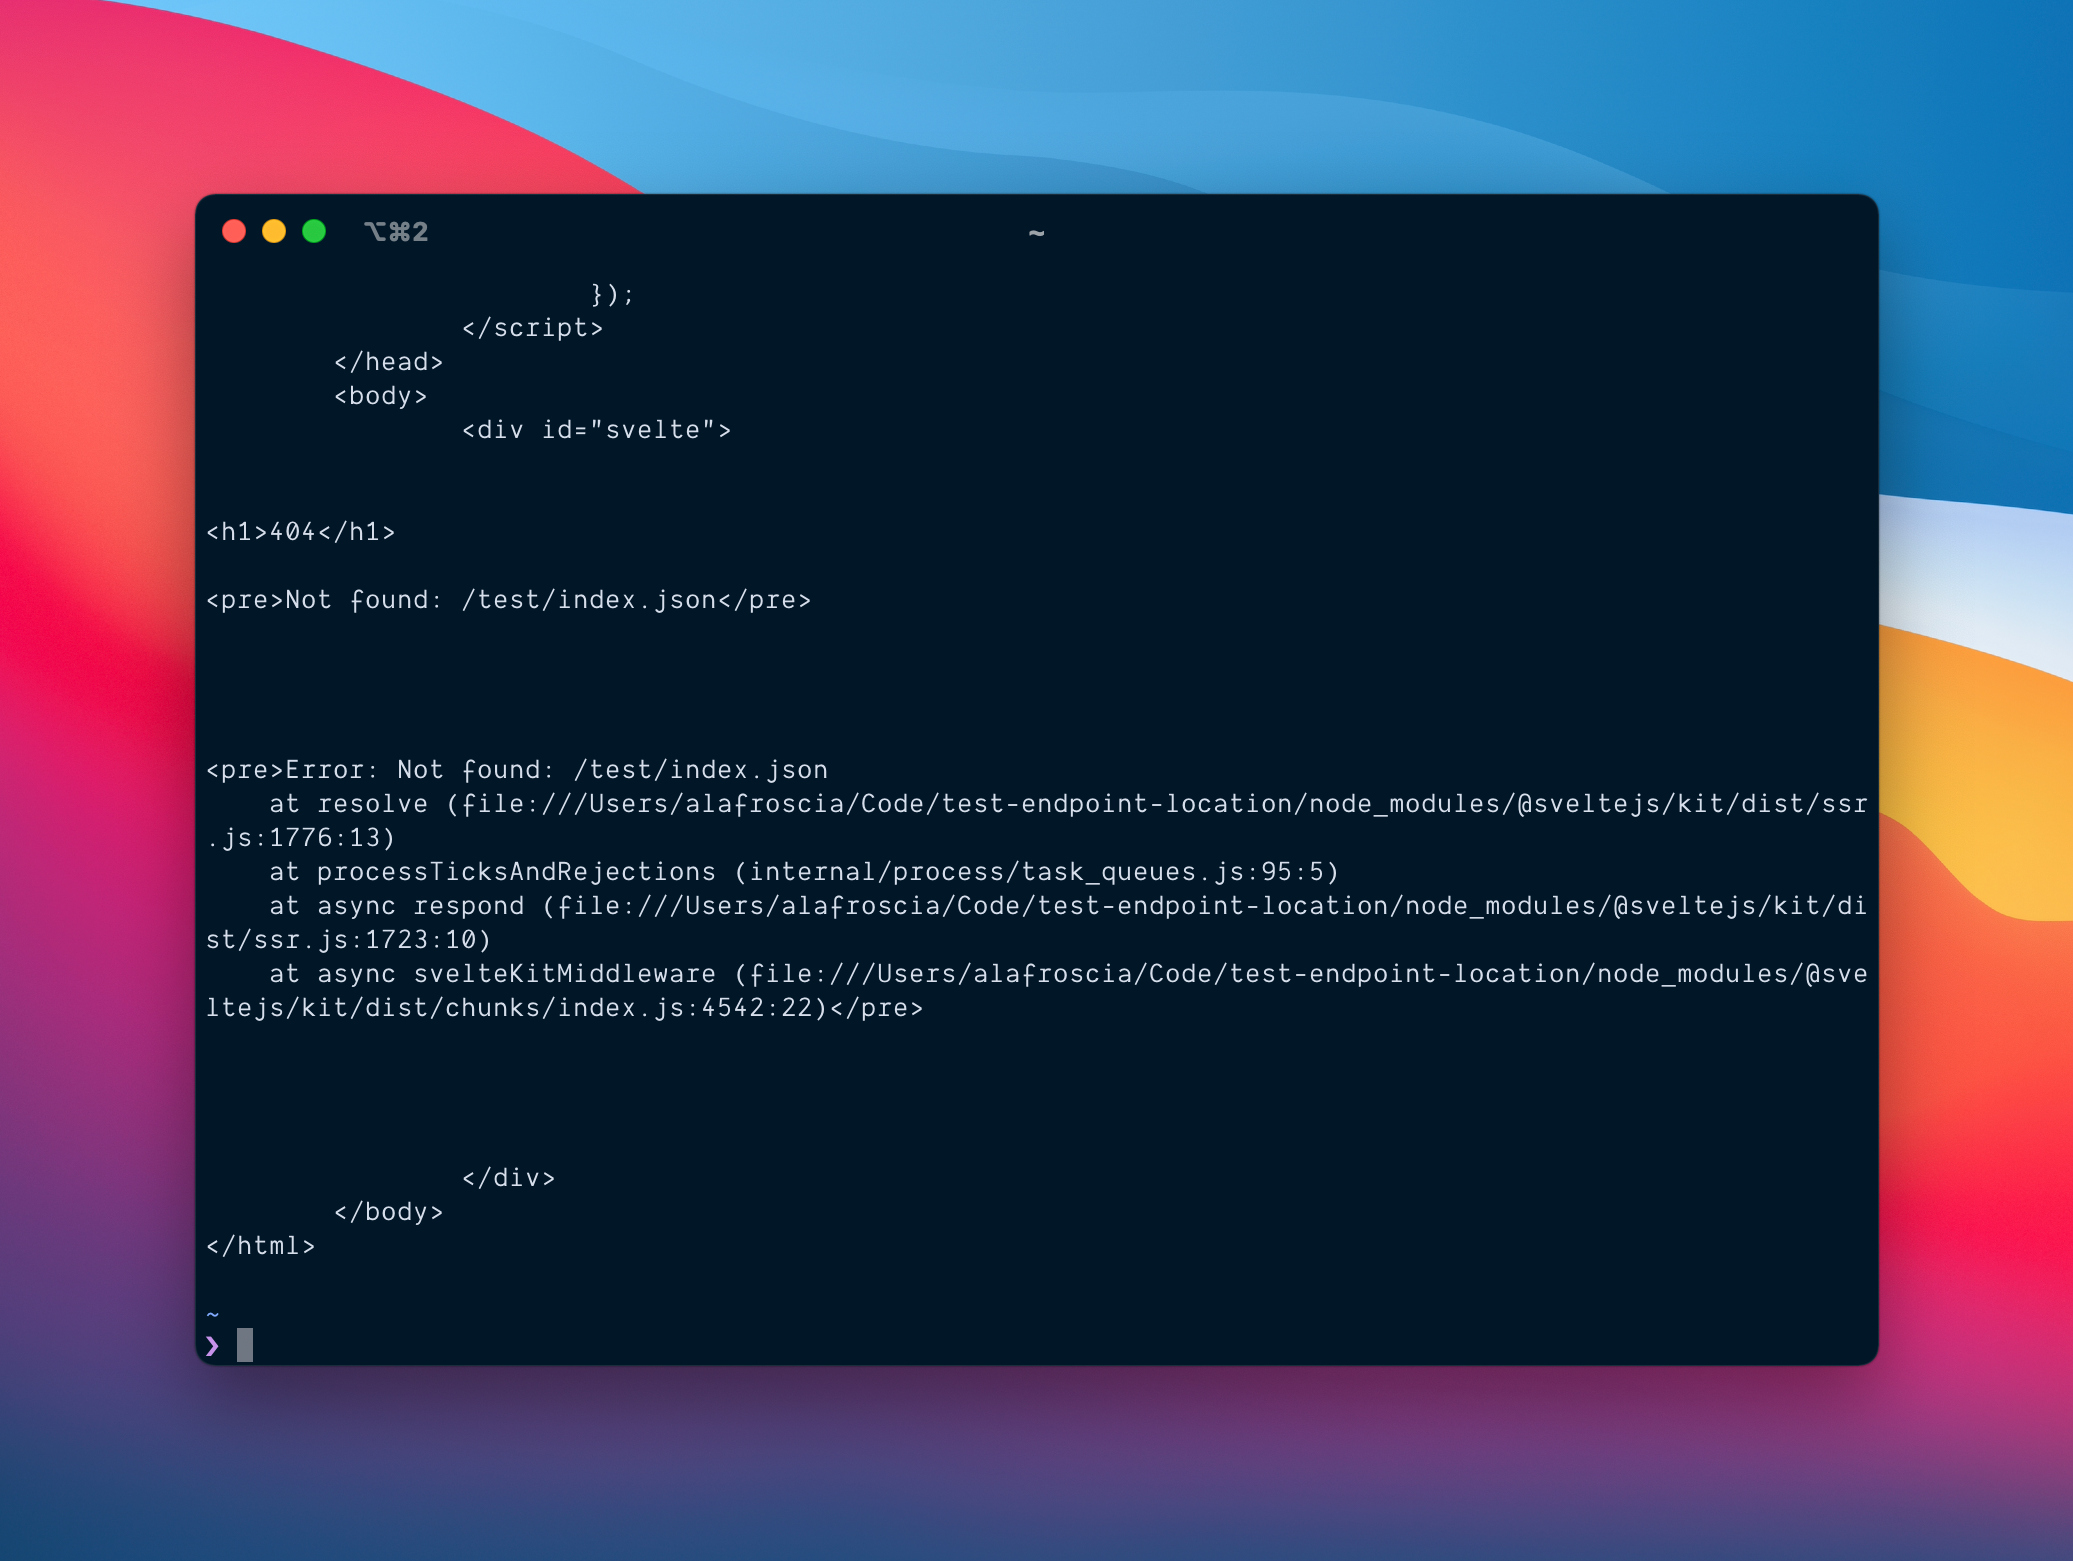 ⌥⌘2
~
});
</script>
</head>
<body>
<div id="svelte">
<h1>404</h1>
<pre>Not found: /test/index.json</pre>
<pre>Error: Not found: /test/index.json
at resolve (file:///Users/alafroscia/Code/test-endpoint-location/node_modules/@sveltejs/kit/dist/ssr
.js:1776:13)
at processTicksAndRejections (internal/process/task_queues.js:95:5)
at async respond (file:///Users/alafroscia/Code/test-endpoint-location/node_modules/@sveltejs/kit/di
st/ssr.js:1723:10)
at async svelteKitMiddleware (file:///Users/alafroscia/Code/test-endpoint-location/node_modules/@sve
ltejs/kit/dist/chunks/index.js:4542:22)</pre>
</div>
</body>
</html>
~
❯